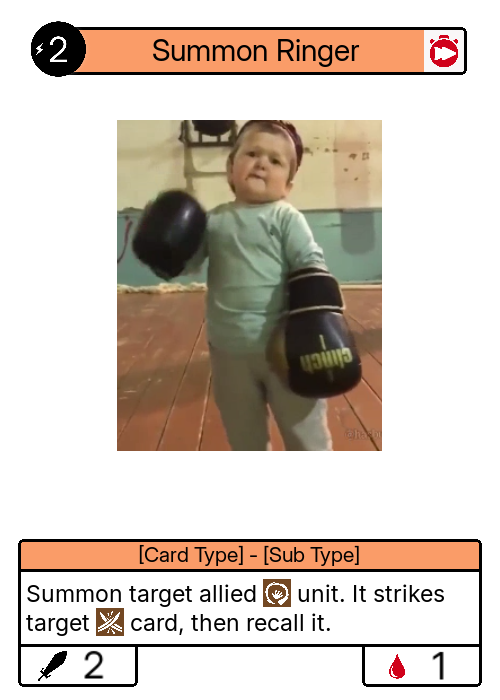 2
Summon Ringer
clinch
[Card Type] - [Sub Type]
Summon target allied unit. It strikes
target card, then recall it.
2
1